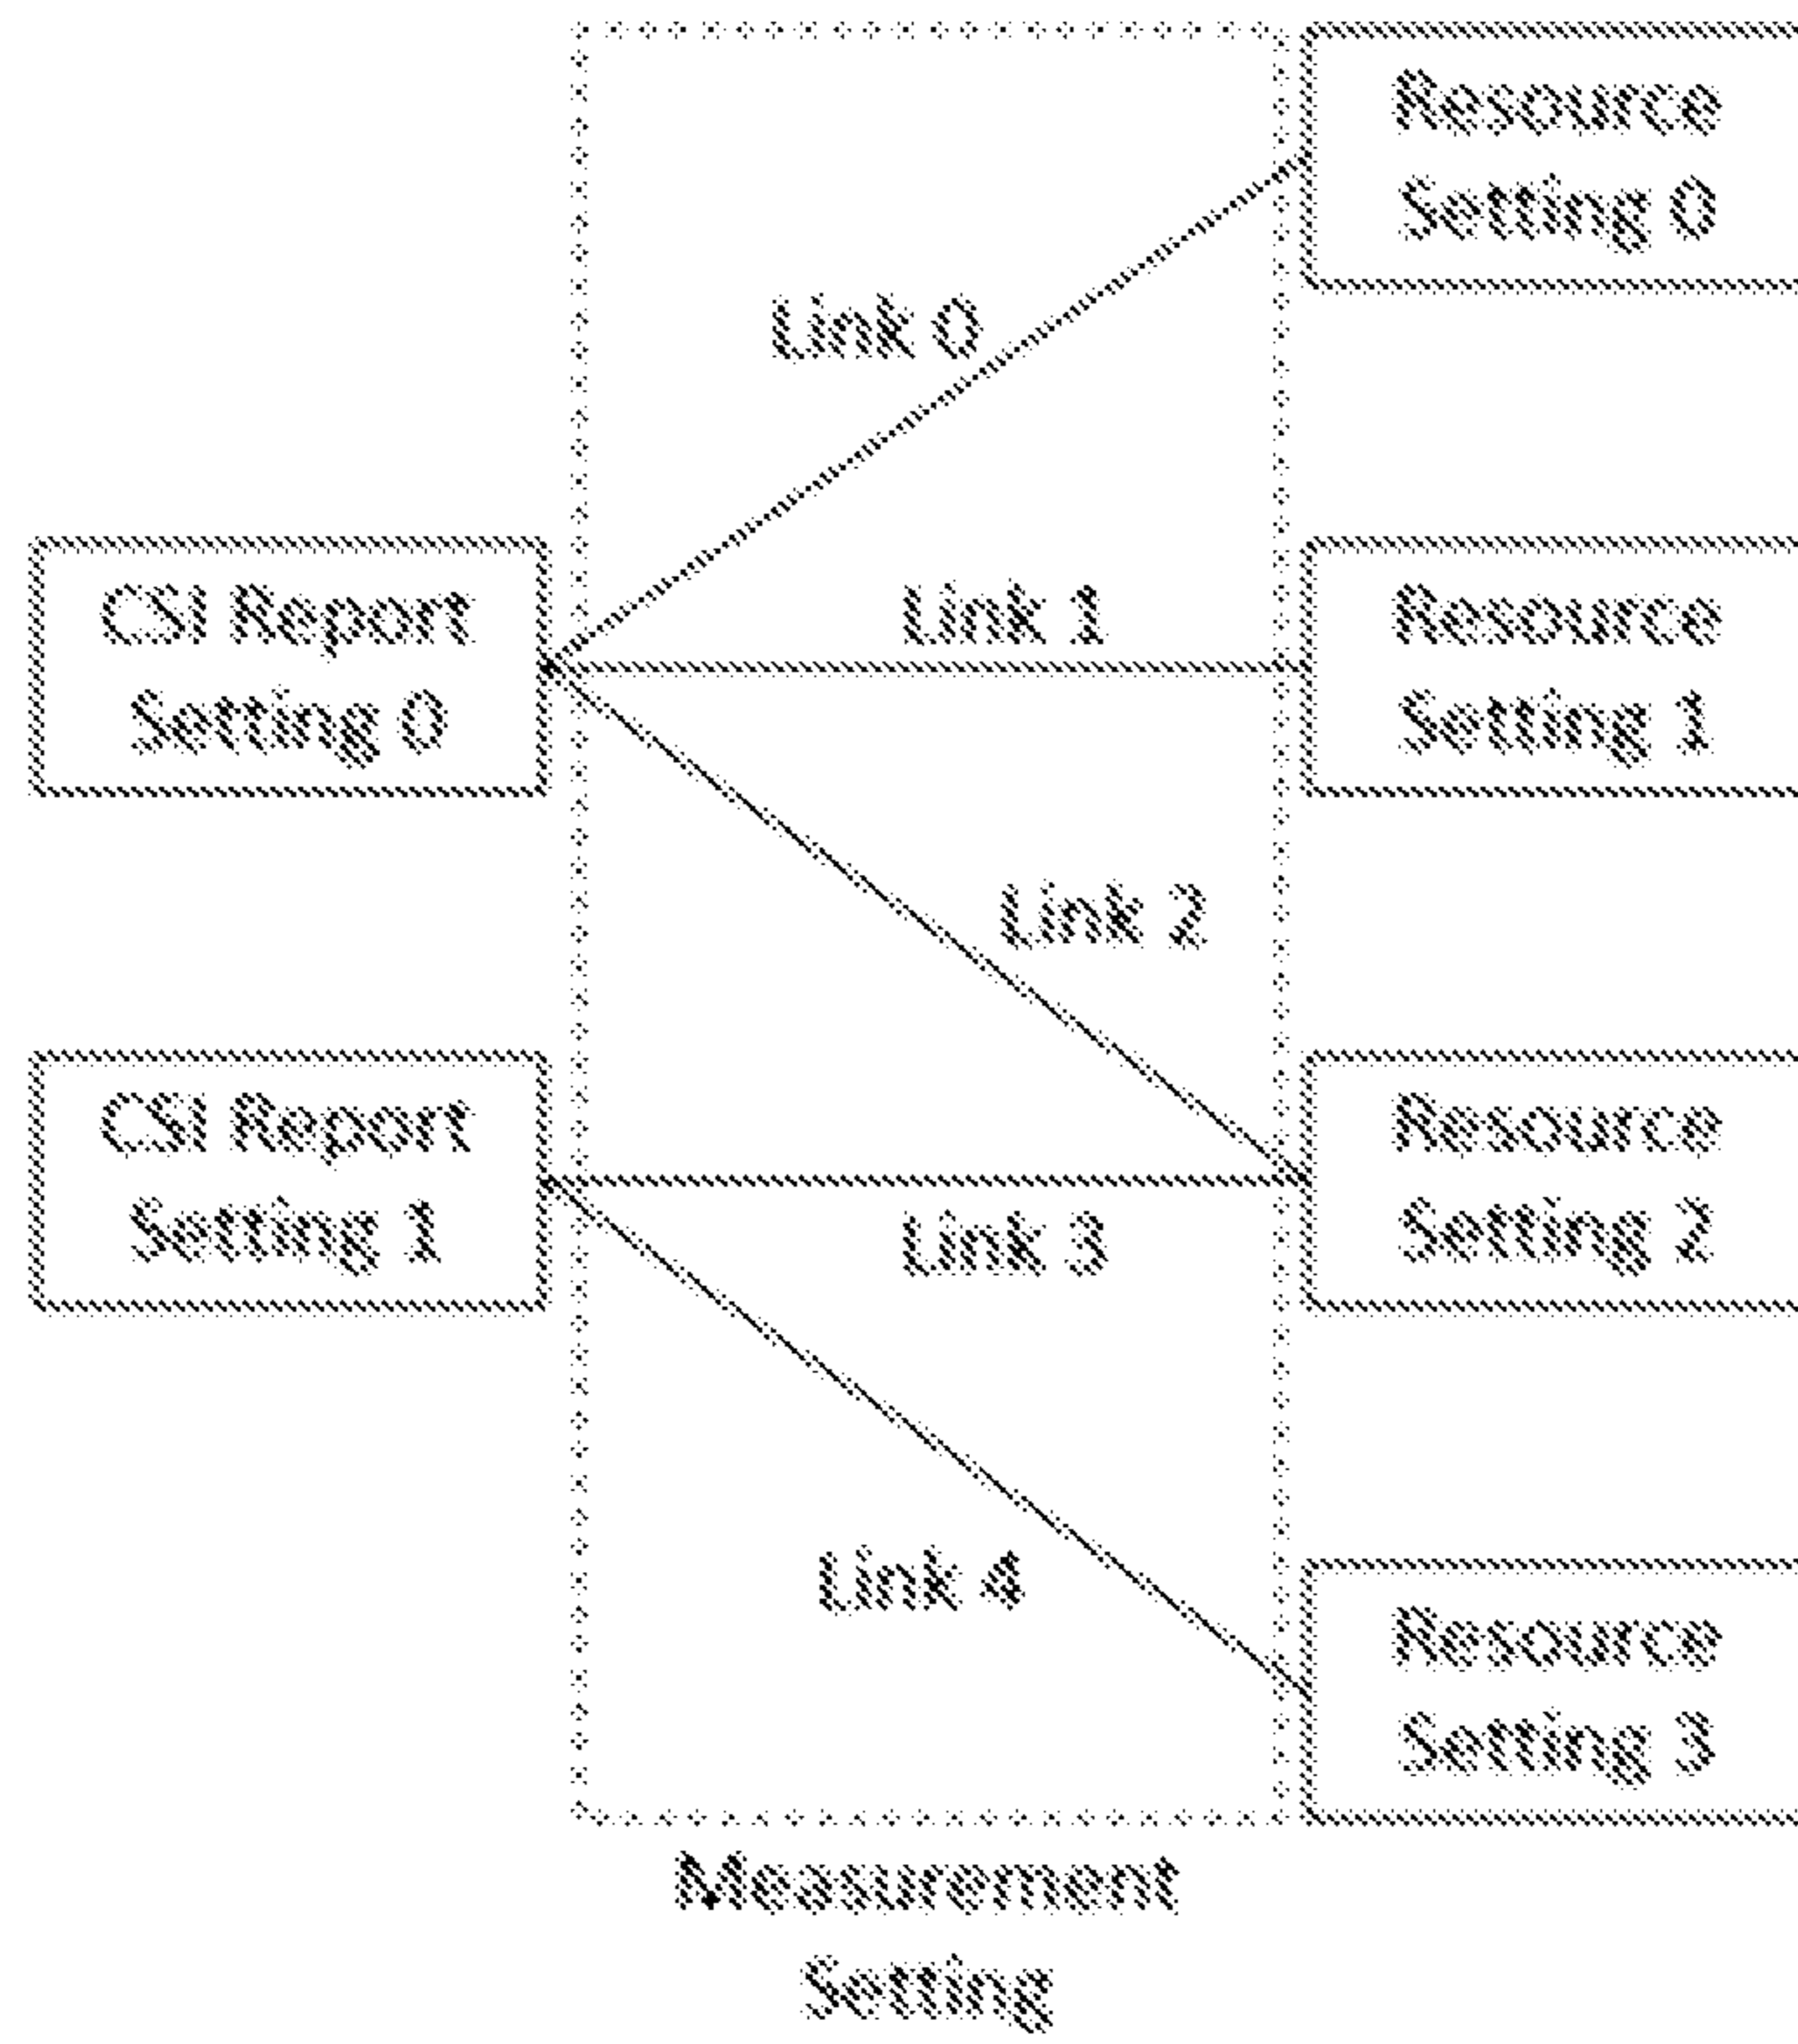 Resource
Setting 0
Link 0
CSI Report
Setting 0
Link 1
Resource
Setting 1
Link 2
CSI Report
Setting 1
Link 3
Resource
Setting 2
Link 4
Resource
Setting 3
Measurement
Setting